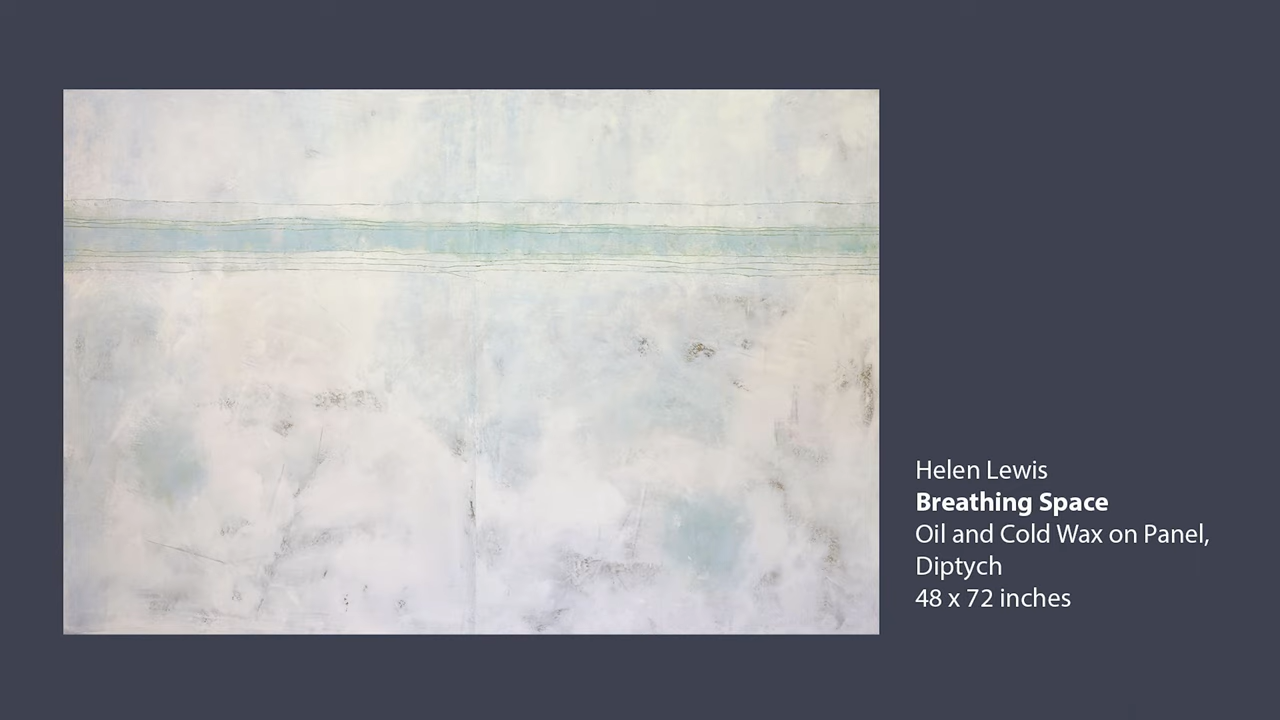 Helen Lewis
Breathing Space
Oil and Cold Wax on Panel,
Diptych
48 x 72 inches